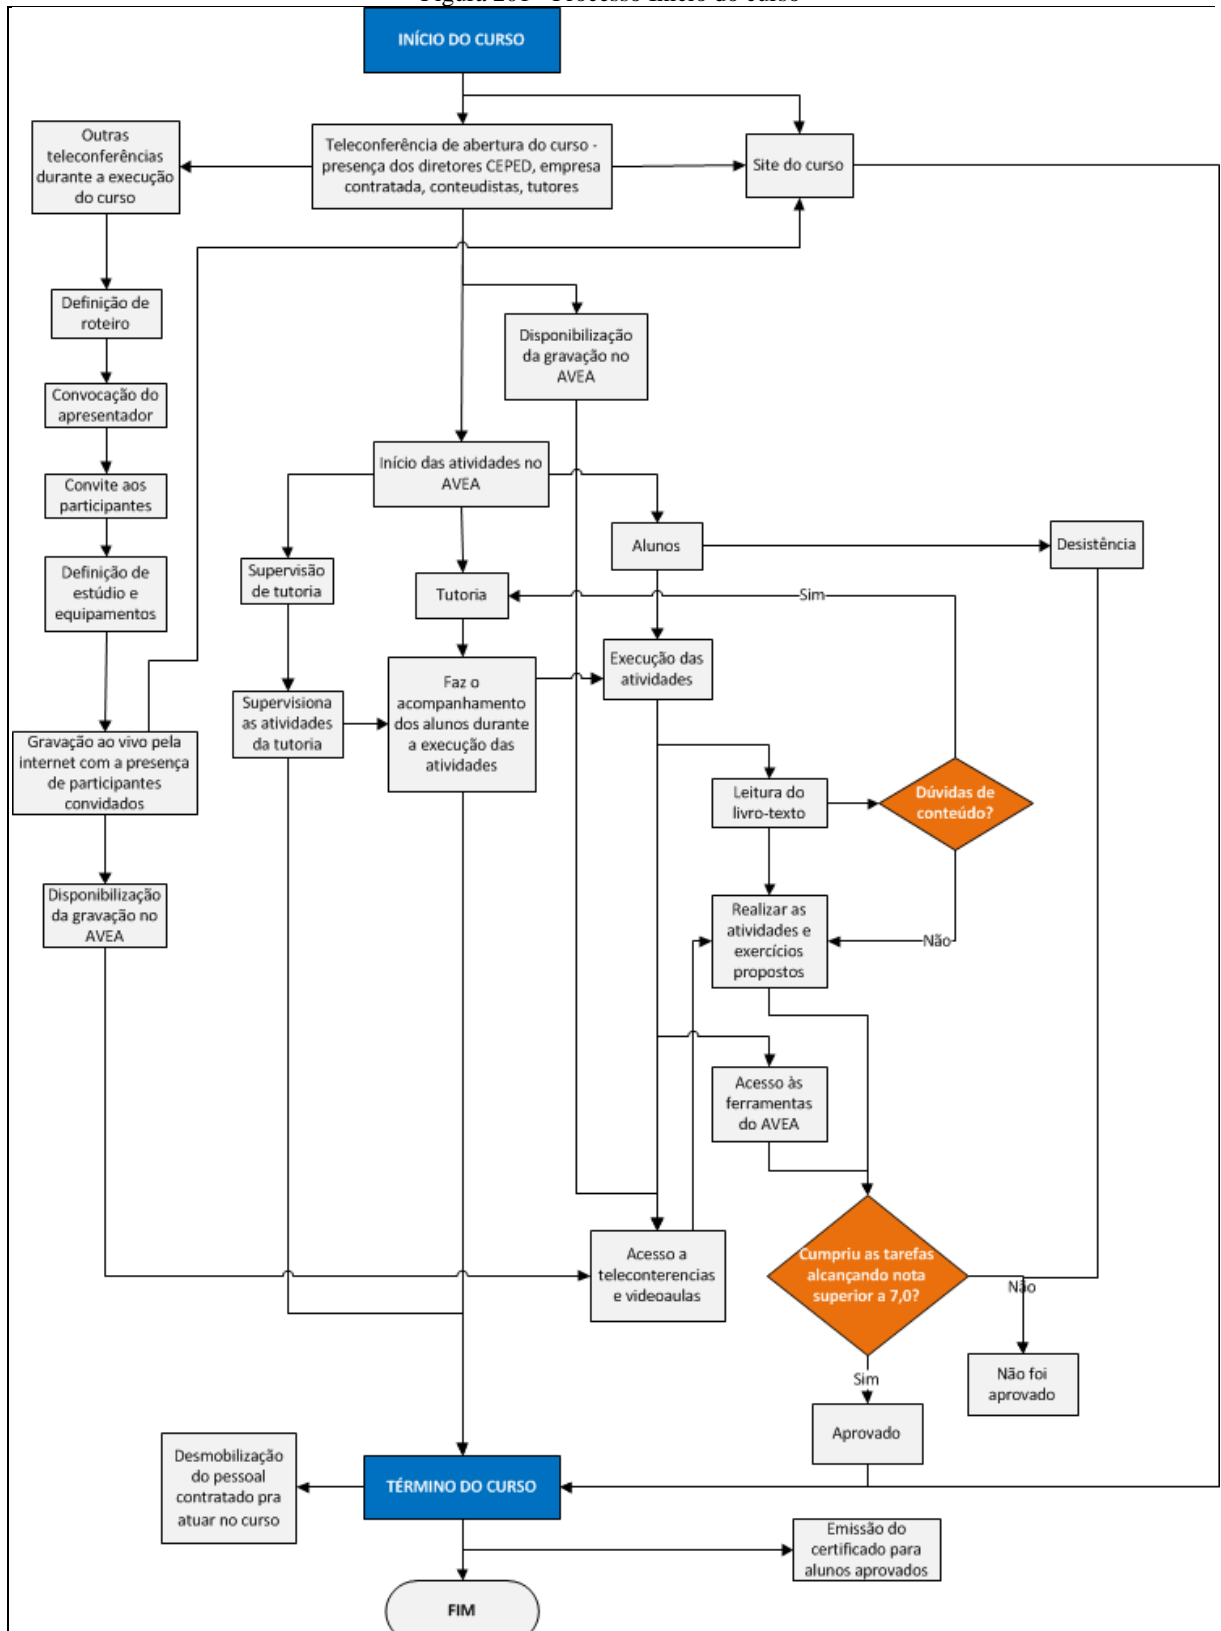 INÍCIO DO CURSO
Outras
teleconferências
durante a execução
do curso
Teleconferência de abertura do curso -
presença dos diretores CEPED, empresa
contratada, conteudistas, tutores
Site do curso
Definição de
roteiro
Disponibilização
da gravação no
AVEA
Convocação do
apresentador
Início das atividades no
AVEA
Convite aos
participantes
Alunos
Desistência
Definição de
estúdio e
equipamentos
Supervisão
de tutoria
Tutoria
Sim
Execução das
atividades
Faz o
acompanhamento
dos alunos durante
a execução das
atividades
Supervisiona
as atividades
da tutoria
Gravação ao vivo pela
internet com a presença
de participantes
convidados
Leitura do
livro-texto
Dúvidas de
conteúdo?
Disponibilização
da gravação no
AVEA
Realizar as
atividades e
exercícios
propostos
Não
Acesso às
ferramentas
do AVEA
Acesso a
teleconterencias
e videoaulas
Cumpriu as tarefas
alcançando nota
superior a 7,0?
Não
Sim
Não foi
aprovado
Aprovado
Desmobilização
do pessoal
contratado pra
atuar no curso
TÉRMINO DO CURSO
Emissão do
certificado para
alunos aprovados
FIM